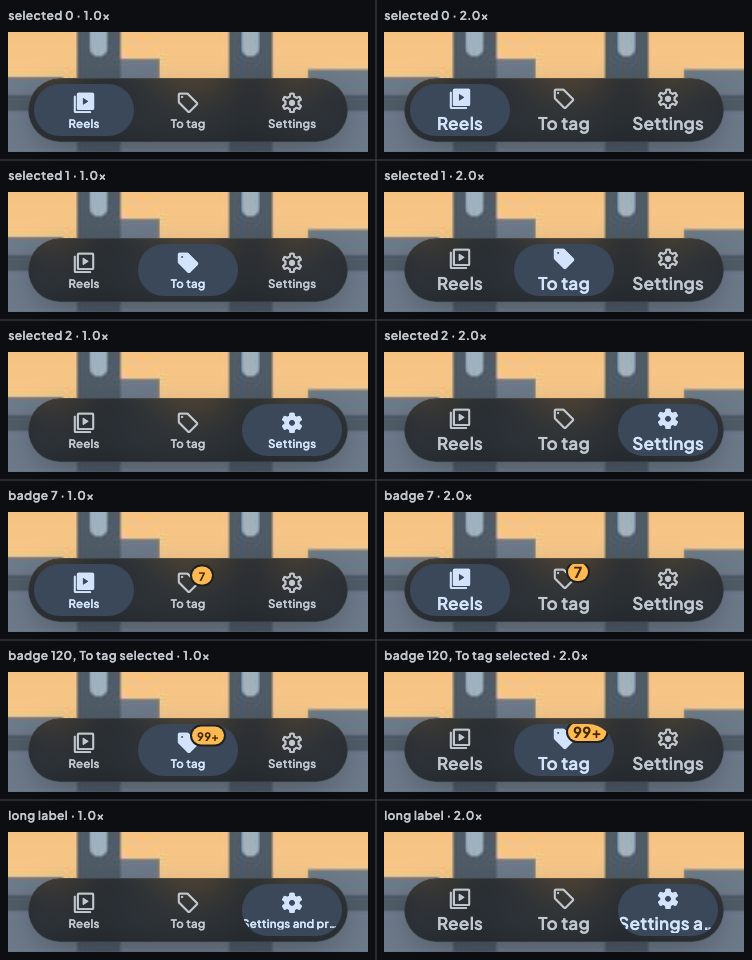 selected 0 · 1.0×
Reels To tag Settings
selected 0 · 2.0×
Reels To tag Settings
selected 1 · 1.0×
Reels To tag Settings
selected 1 · 2.0×
Reels To tag Settings
selected 2 · 1.0×
Reels To tag Settings
selected 2 · 2.0×
Reels To tag Settings
badge 7 · 1.0×
7
Reels To tag Settings
badge 7 · 2.0×
7
Reels To tag Settings
badge 120, To tag selected · 1.0×
99+
Reels To tag Settings
badge 120, To tag selected · 2.0×
99+
Reels To tag Settings
long label · 1.0×
Reels To tag Settings and pr…
long label · 2.0×
Reels To tag Settings a…